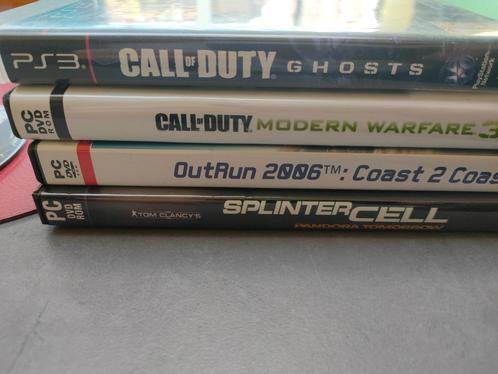 PS3 CALL OF DUTY GHOSTS
PC DVD ROM CALL OF DUTY MODERN WARFARE 3
PC DVD OutRun 2006™: Coast 2 Coas
PC DVD ROM TOM CLANCY'S SPLINTER CELL
PANDORA TOMORROW